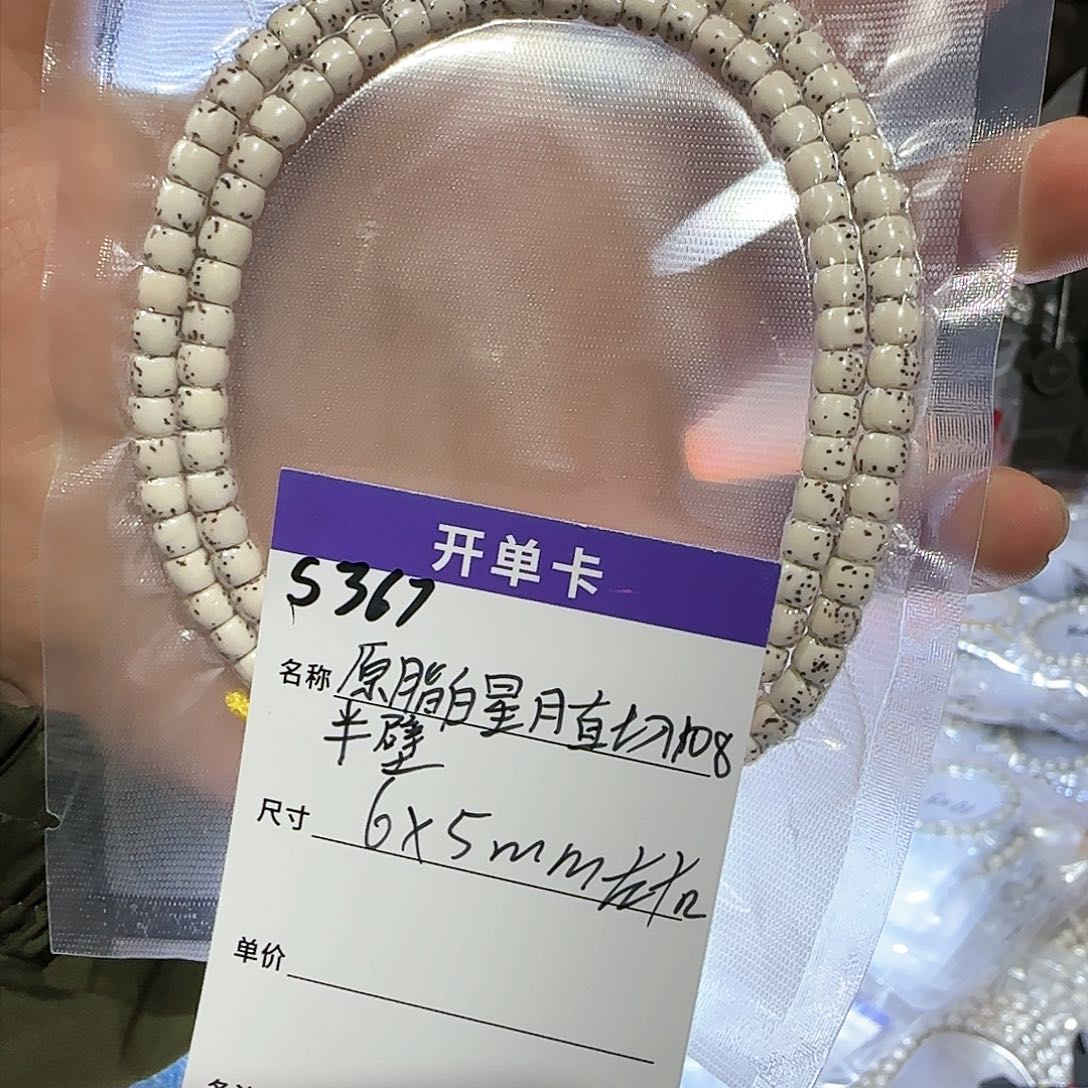 开单卡
S367
名称 原脂白星月直切108
半壁
尺寸 6x5mm左右
单价